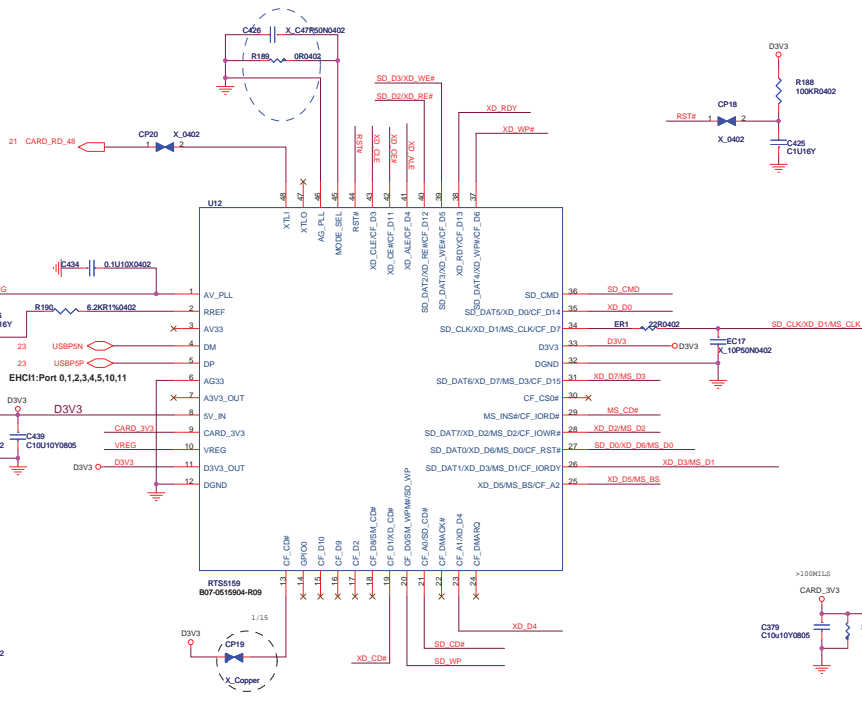 C426 X_C47P50N0402
R189 0R0402
SD_D3/XD_WE#
SD_D2/XD_RE#
XD_RDY
XD_WP#
D3V3
R188
100KR0402
RST# 1 CP18 2
X_0402
C425
C1U16Y
21 CARD_RD_48
CP20 X_0402
1 2
RST#
XD_CLE
XD_CE#
XD_ALE
48
47
46
45
44
43
42
41
40
39
38
37
U12
XTLI
XTLO
AG_PLL
MODE_SEL
RST#
XD_CLE/CF_D3
XD_CE#/CF_D11
XD_ALE/CF_D4
SD_DAT2/XD_RE#/CF_D12
SD_DAT3/XD_WE#/CF_D5
XD_RDY/CF_D13
SD_DAT4/XD_WP#/CF_D6
C434 0.1U10X0402
G
R190 6.2KR1%0402
16Y
23 USBP5N
23 USBP5P
EHCI1:Port 0,1,2,3,4,5,10,11
D3V3
D3V3
C439
C10U10Y0805
2
CARD_3V3
VREG
D3V3 D3V3
1 AV_PLL
2 RREF
3 AV33
4 DM
5 DP
6 AG33
7 A3V3_OUT
8 5V_IN
9 CARD_3V3
10 VREG
11 D3V3_OUT
12 DGND
SD_CMD 36 SD_CMD
SD_DAT5/XD_D0/CF_D14 35 XD_D0
SD_CLK/XD_D1/MS_CLK/CF_D7 34 ER1 22R0402 SD_CLK/XD_D1/MS_CLK
D3V3 33 D3V3 D3V3
EC17
X_10P50N0402
DGND 32
SD_DAT6/XD_D7/MS_D3/CF_D15 31 XD_D7/MS_D3
CF_CS0# 30
MS_INS#/CF_IORD# 29 MS_CD#
SD_DAT7/XD_D2/MS_D2/CF_IOWR# 28 XD_D2/MS_D2
SD_DAT0/XD_D6/MS_D0/CF_RST# 27 SD_D0/XD_D6/MS_D0
SD_DAT1/XD_D3/MS_D1/CF_IORDY 26 XD_D3/MS_D1
XD_D5/MS_BS/CF_A2 25 XD_D5/MS_BS
CF_CD#
GPIO0
CF_D10
CF_D9
CF_D2
CF_D8/SM_CD#
CF_D1/XD_CD#
CF_D0/SM_WPM#/SD_WP
CF_A0/SD_CD#
CF_DMACK#
CF_A1/XD_D4
CF_DMARQ
13
14
15
16
17
18
19
20
21
22
23
24
RTS5159
B07-0515904-R09
1/15
D3V3
CP19
X_Copper
XD_CD#
XD_D4
SD_CD#
SD_WP
2
>100MILS
CARD_3V3
C379
C10u10Y0805